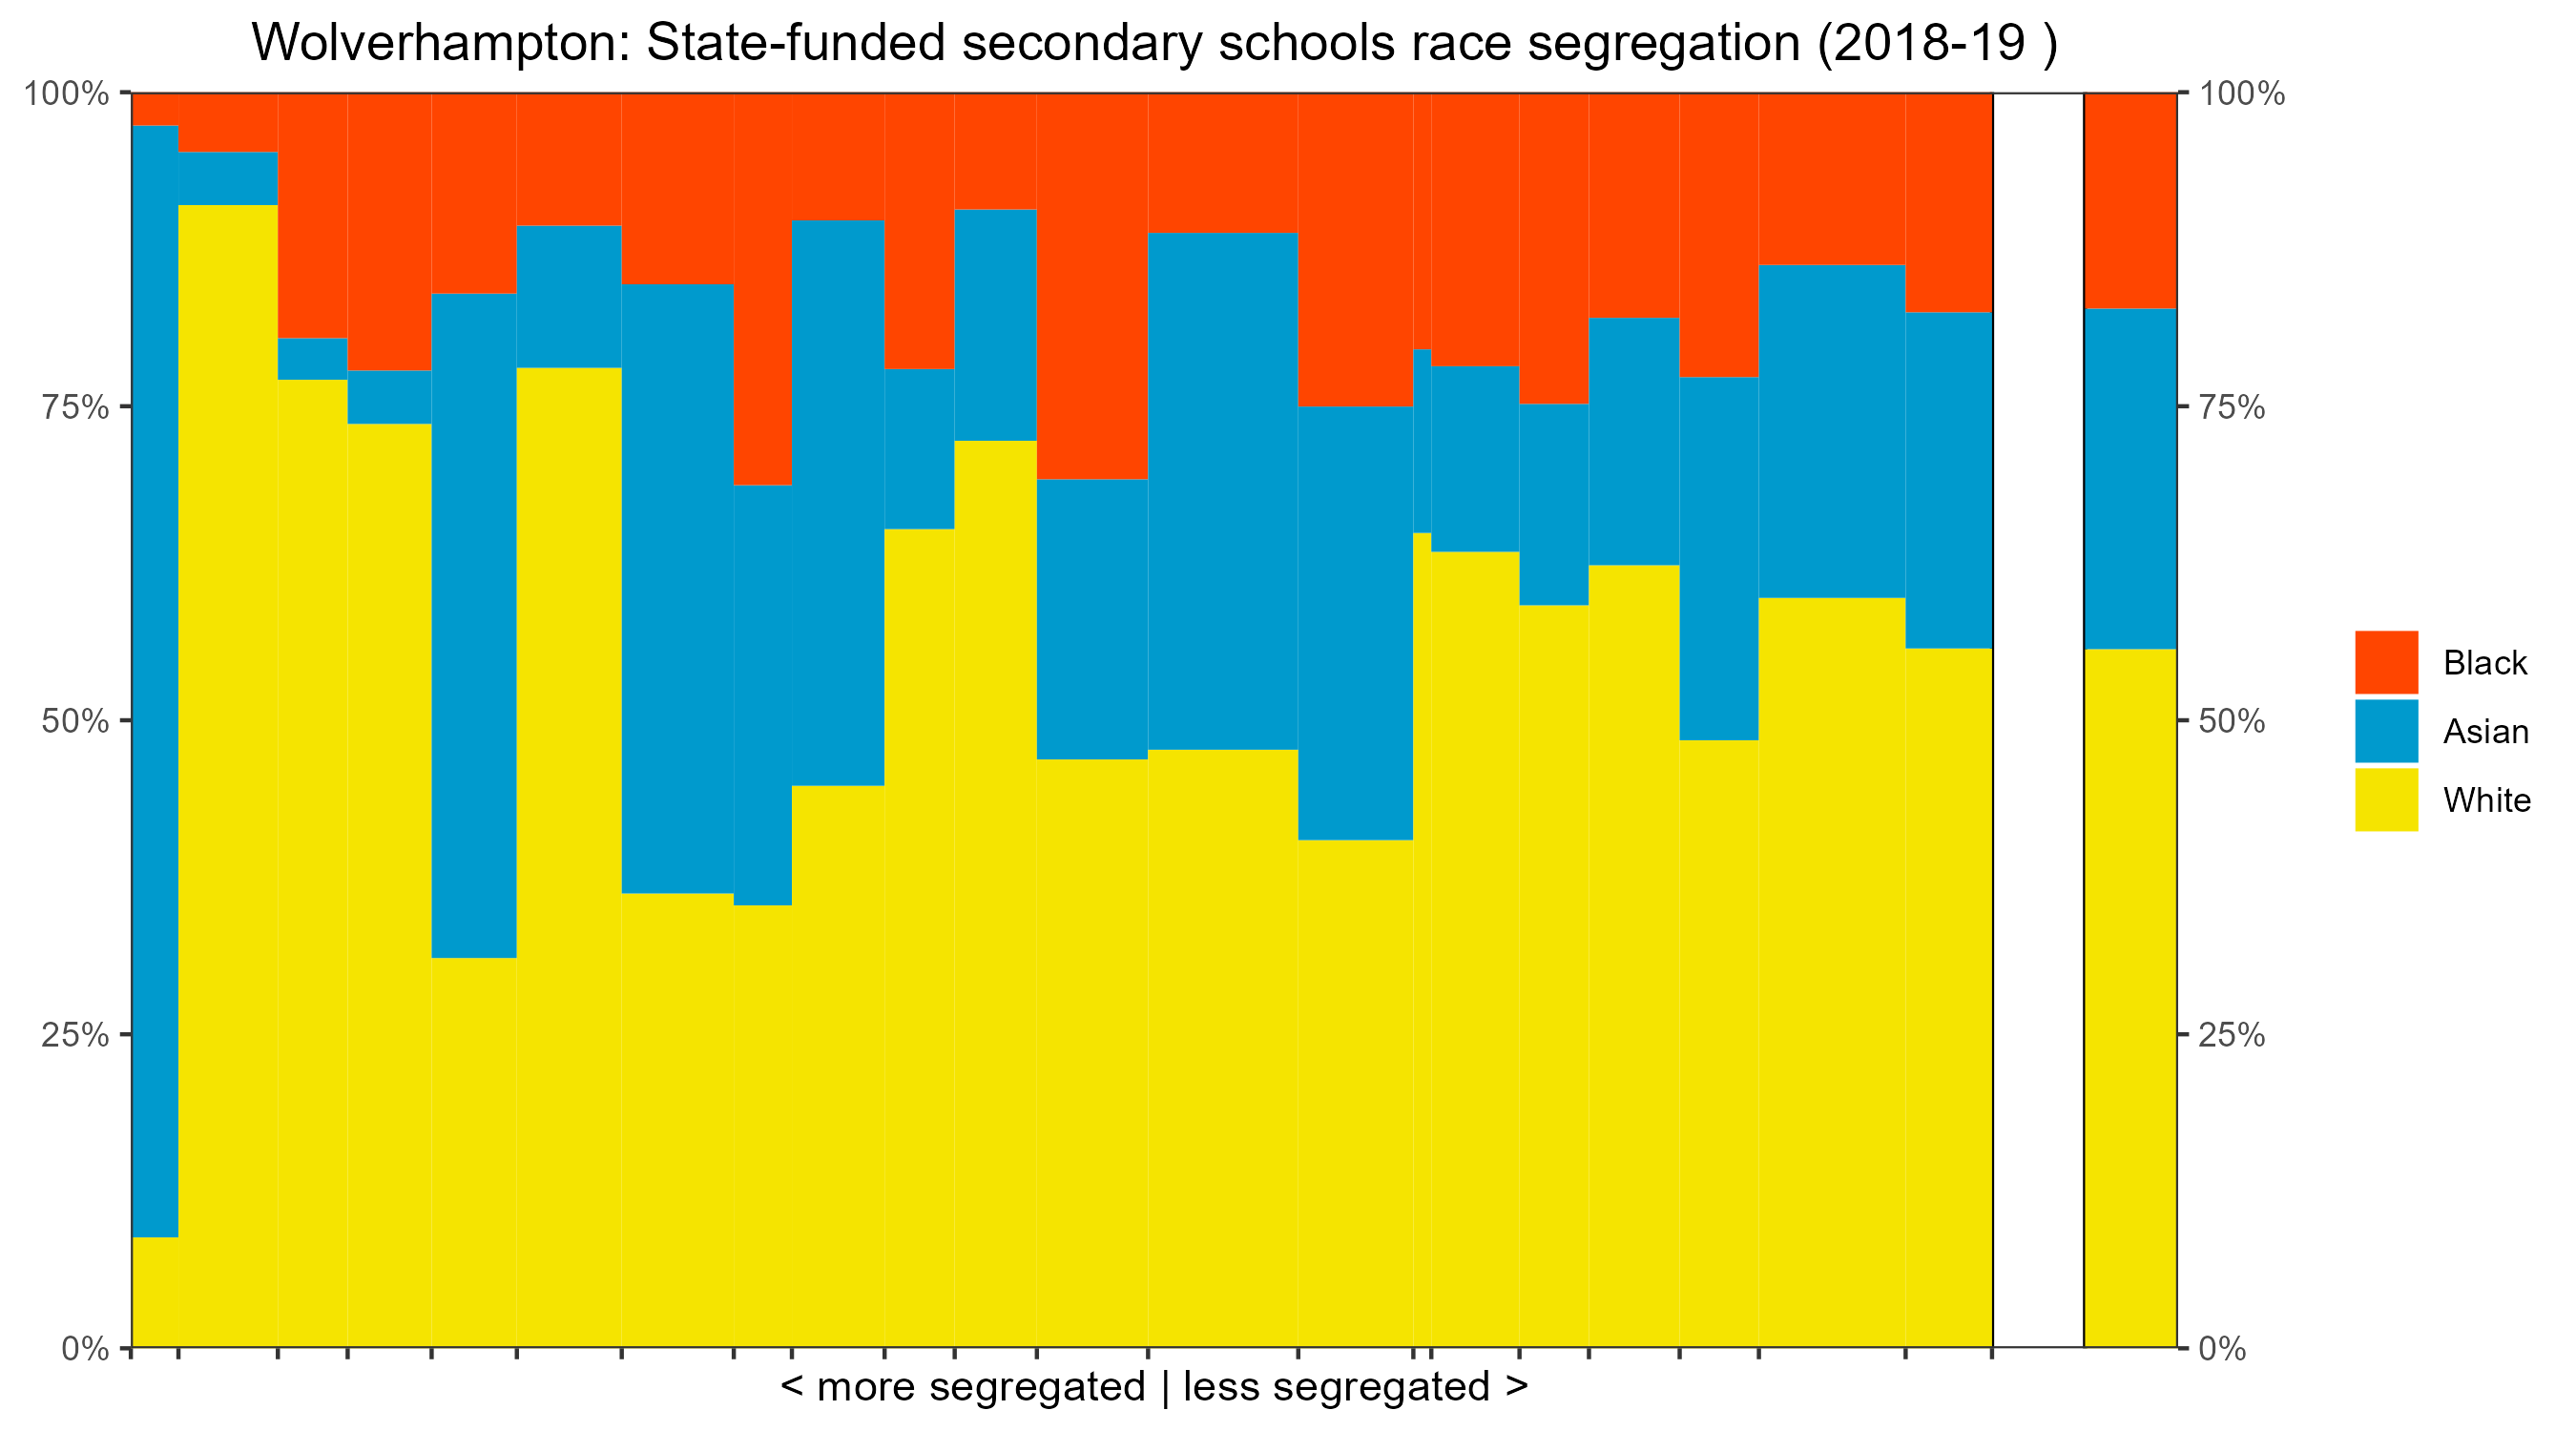 Wolverhampton: State-funded secondary schools race segregation (2018-19 )
100%
75%
50%
25%
0%
100%
75%
50%
25%
0%
Black
Asian
White
< more segregated | less segregated >